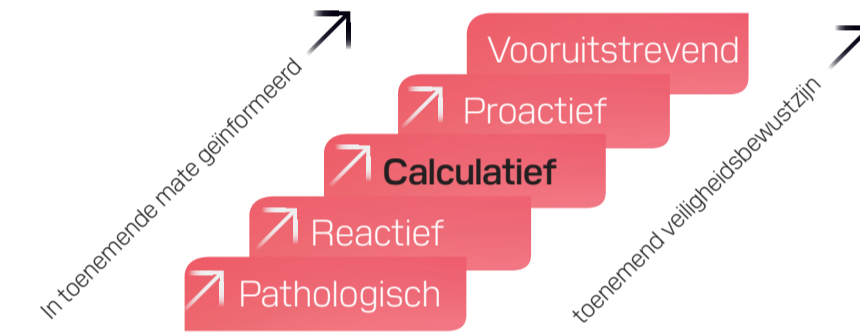 In toenemende mate geïnformeerd
Vooruitstrevend
Proactief
Calculatief
Reactief
Pathologisch
toenemend veiligheidsbewustzijn